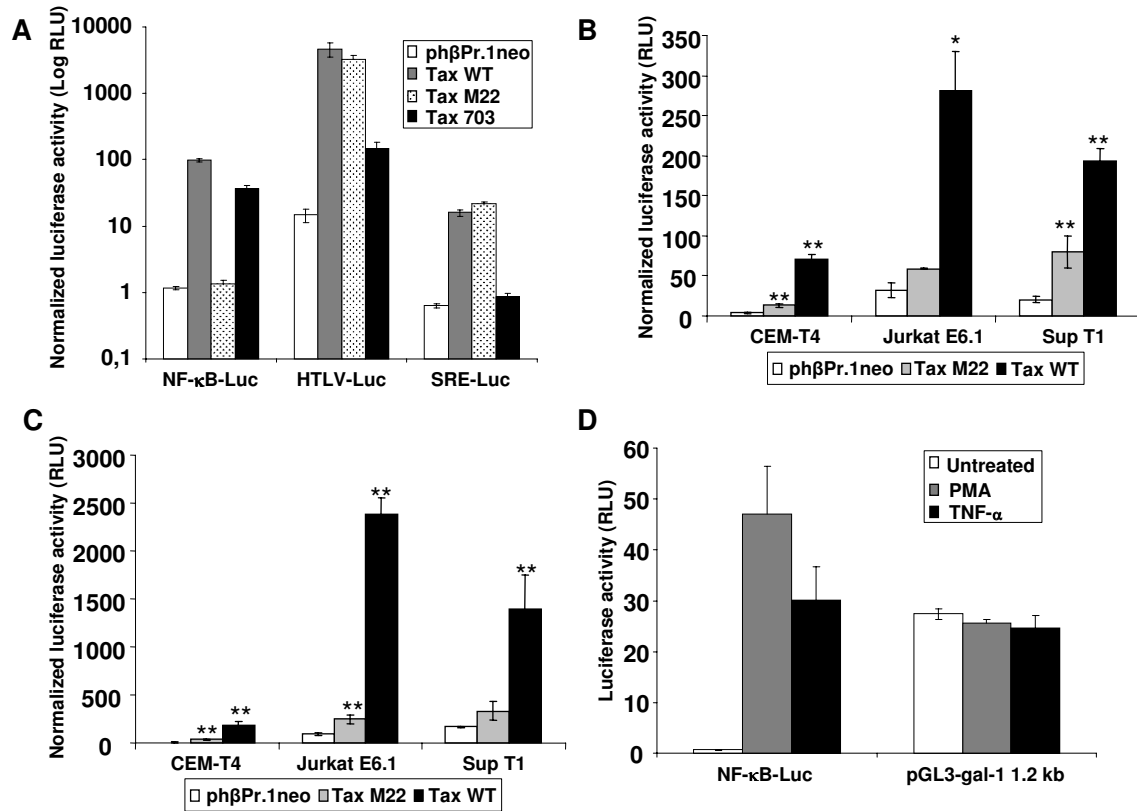 A
Normalized luciferase activity (Log RLU)
10000
1000
100
10
1
0,1
phβPr.1neo
Tax WT
Tax M22
Tax 703
NF-κB-Luc HTLV-Luc SRE-Luc
B
Normalized luciferase activity (RLU)
350
300
250
200
150
100
50
0
** **
*
** **
CEM-T4 Jurkat E6.1 Sup T1
phβPr.1neo Tax M22 Tax WT
C
Normalized luciferase activity (RLU)
3000
2500
2000
1500
1000
500
0
** **
** **
**
CEM-T4 Jurkat E6.1 Sup T1
phβPr.1neo Tax M22 Tax WT
D
Luciferase activity (RLU)
60
50
40
30
20
10
0
Untreated
PMA
TNF-α
NF-κB-Luc pGL3-gal-1 1.2 kb